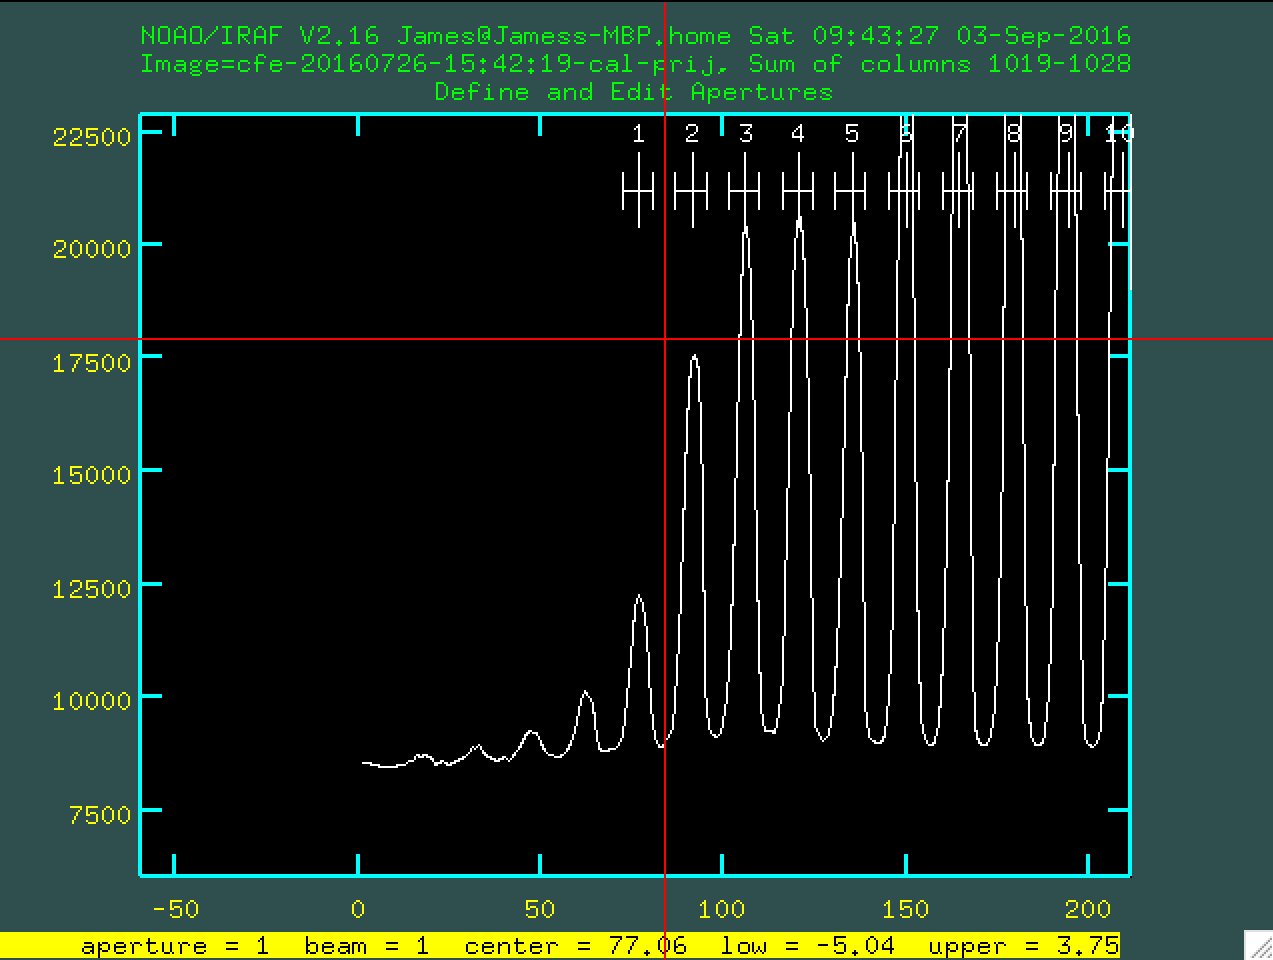 NOAO/IRAF V2.16 James@Jamess-MBP.home Sat 09:43:27 03-Sep-2016
Image=cfe-20160726-15:42:19-cal-prij, Sum of columns 1019-1028
Define and Edit Apertures
22500
1 2 3 4 5 6 7 8 9 10
20000
17500
15000
12500
10000
7500
-50 0 50 100 150 200
aperture = 1 beam = 1 center = 77.06 low = -5.04 upper = 3.75